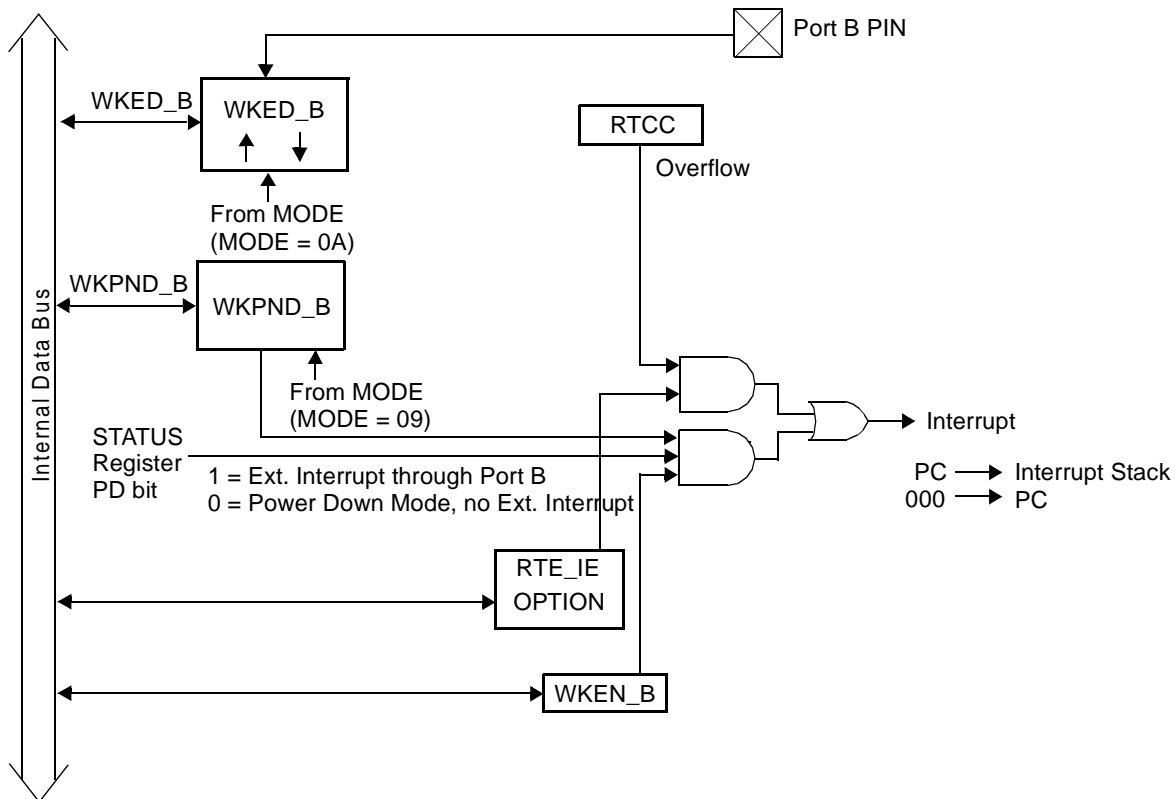 Port B PIN
WKED_B
WKED_B
RTCC
Overflow
From MODE
(MODE = 0A)
WKPND_B
WKPND_B
Internal Data Bus
From MODE
(MODE = 09)
STATUS
Register
PD bit
1 = Ext. Interrupt through Port B
0 = Power Down Mode, no Ext. Interrupt
Interrupt
PC
Interrupt Stack
000
PC
RTE_IE
OPTION
WKEN_B